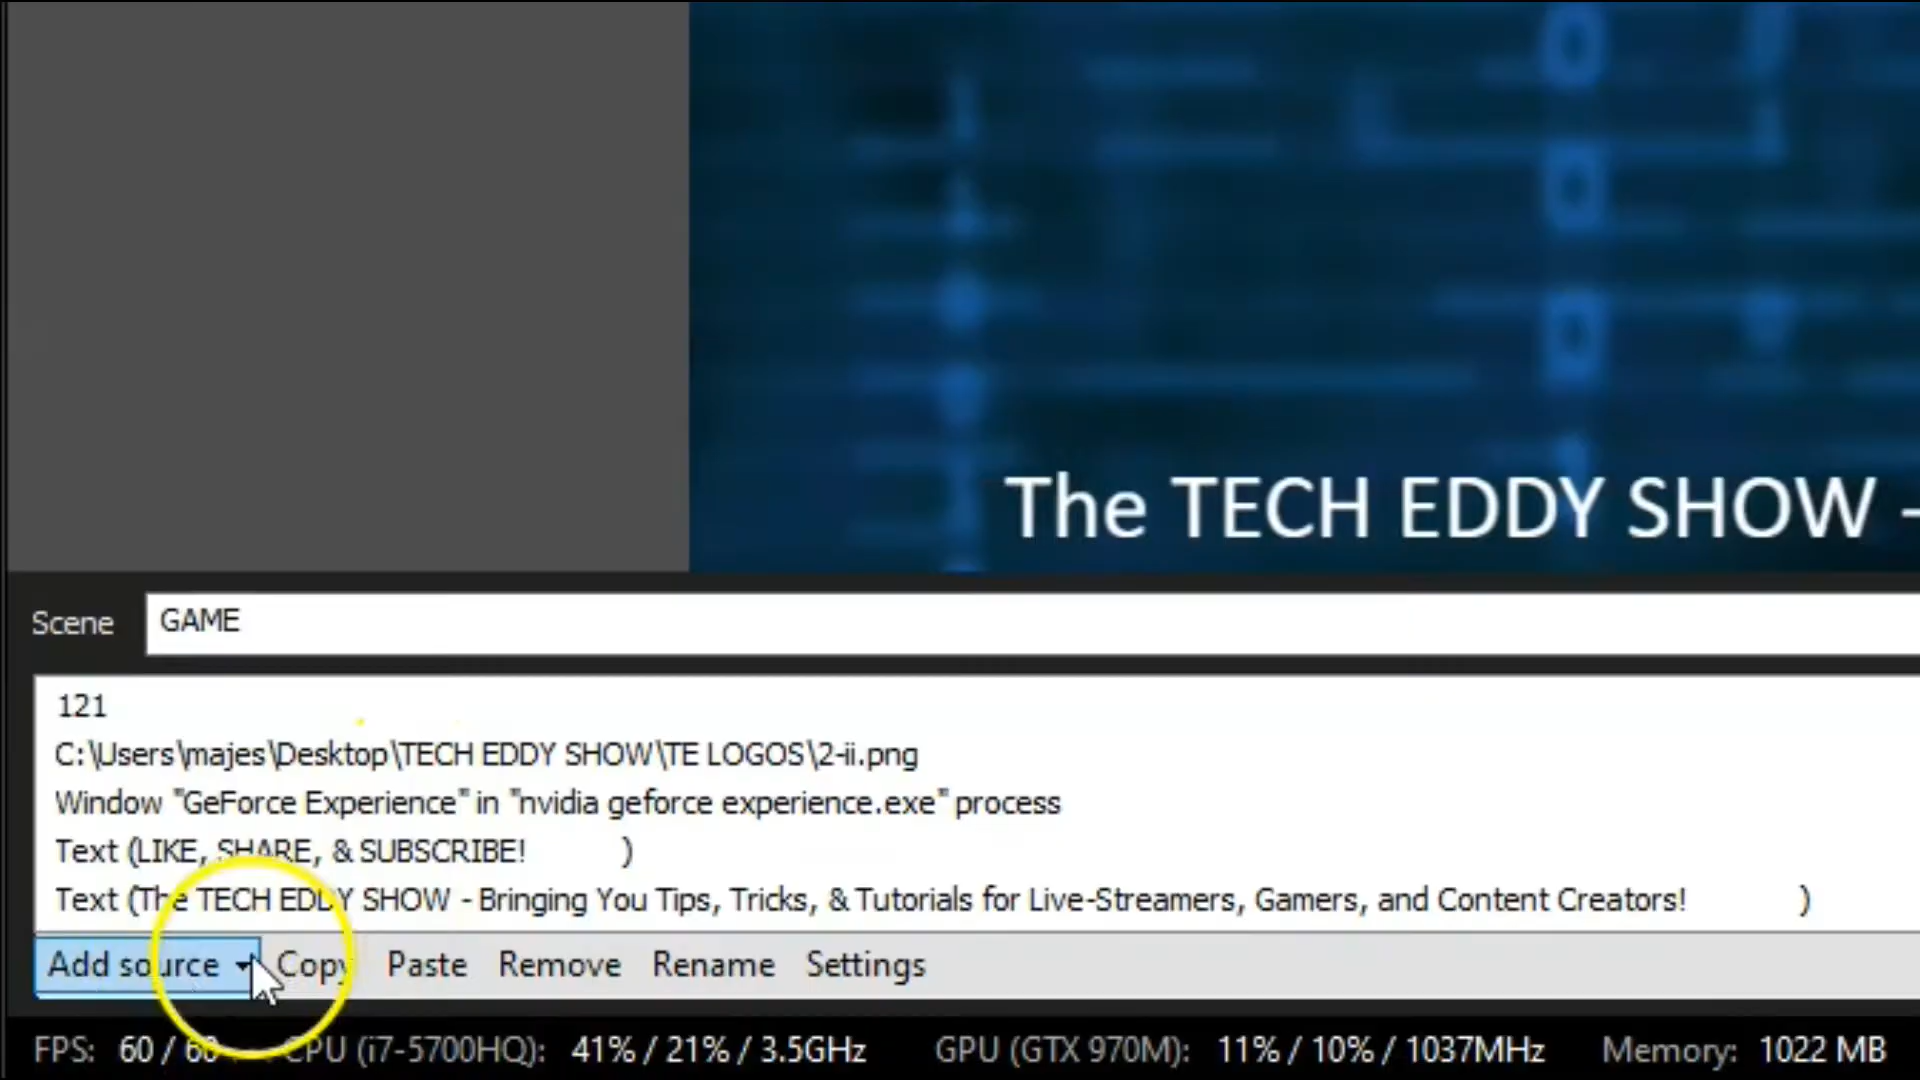 The TECH EDDY SHOW -
Scene GAME
121
C:\Users\majes\Desktop\TECH EDDY SHOW\TE LOGOS\2-ii.png
Window "GeForce Experience" in "nvidia geforce experience.exe" process
Text (LIKE, SHARE, & SUBSCRIBE! )
Text (The TECH EDDY SHOW - Bringing You Tips, Tricks, & Tutorials for Live-Streamers, Gamers, and Content Creators! )
Add source Copy Paste Remove Rename Settings
FPS: 60 / 60 CPU (i7-5700HQ): 41% / 21% / 3.5GHz GPU (GTX 970M): 11% / 10% / 1037MHz Memory: 1022 MB